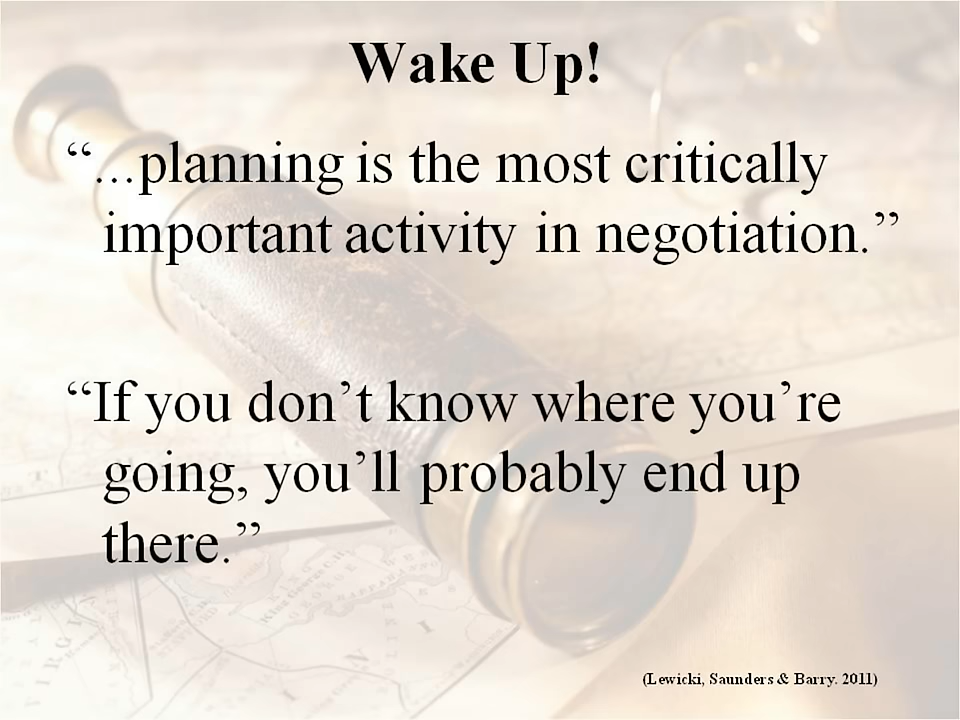 Wake Up!
“...planning is the most critically
important activity in negotiation.”
“If you don’t know where you’re
going, you’ll probably end up
there.”
(Lewicki, Saunders & Barry. 2011)